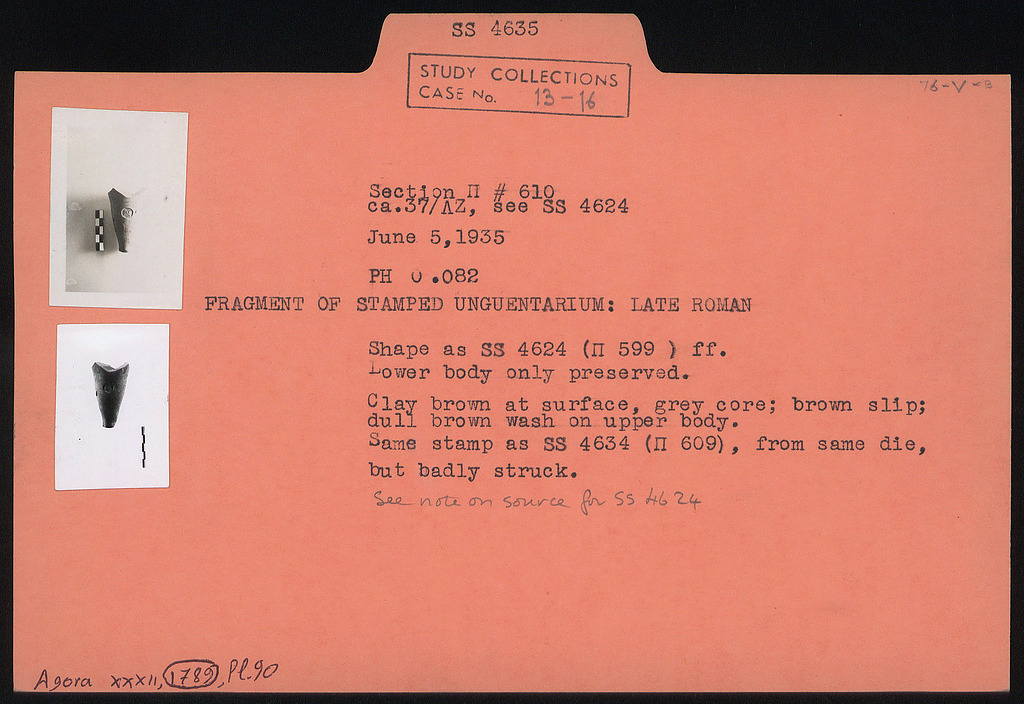 SS 4635
STUDY COLLECTIONS
CASE No. 13-16
76-V-B
Section Π # 610
ca.37/ΛΖ, see SS 4624
June 5,1935
PH 0.082
FRAGMENT OF STAMPED UNGUENTARIUM: LATE ROMAN
Shape as SS 4624 (Π 599 ) ff.
Lower body only preserved.
Clay brown at surface, grey core; brown slip;
dull brown wash on upper body.
Same stamp as SS 4634 (Π 609), from same die,
but badly struck.
See note on source for SS 4624
Agora XXXII, 1789, Pl.90